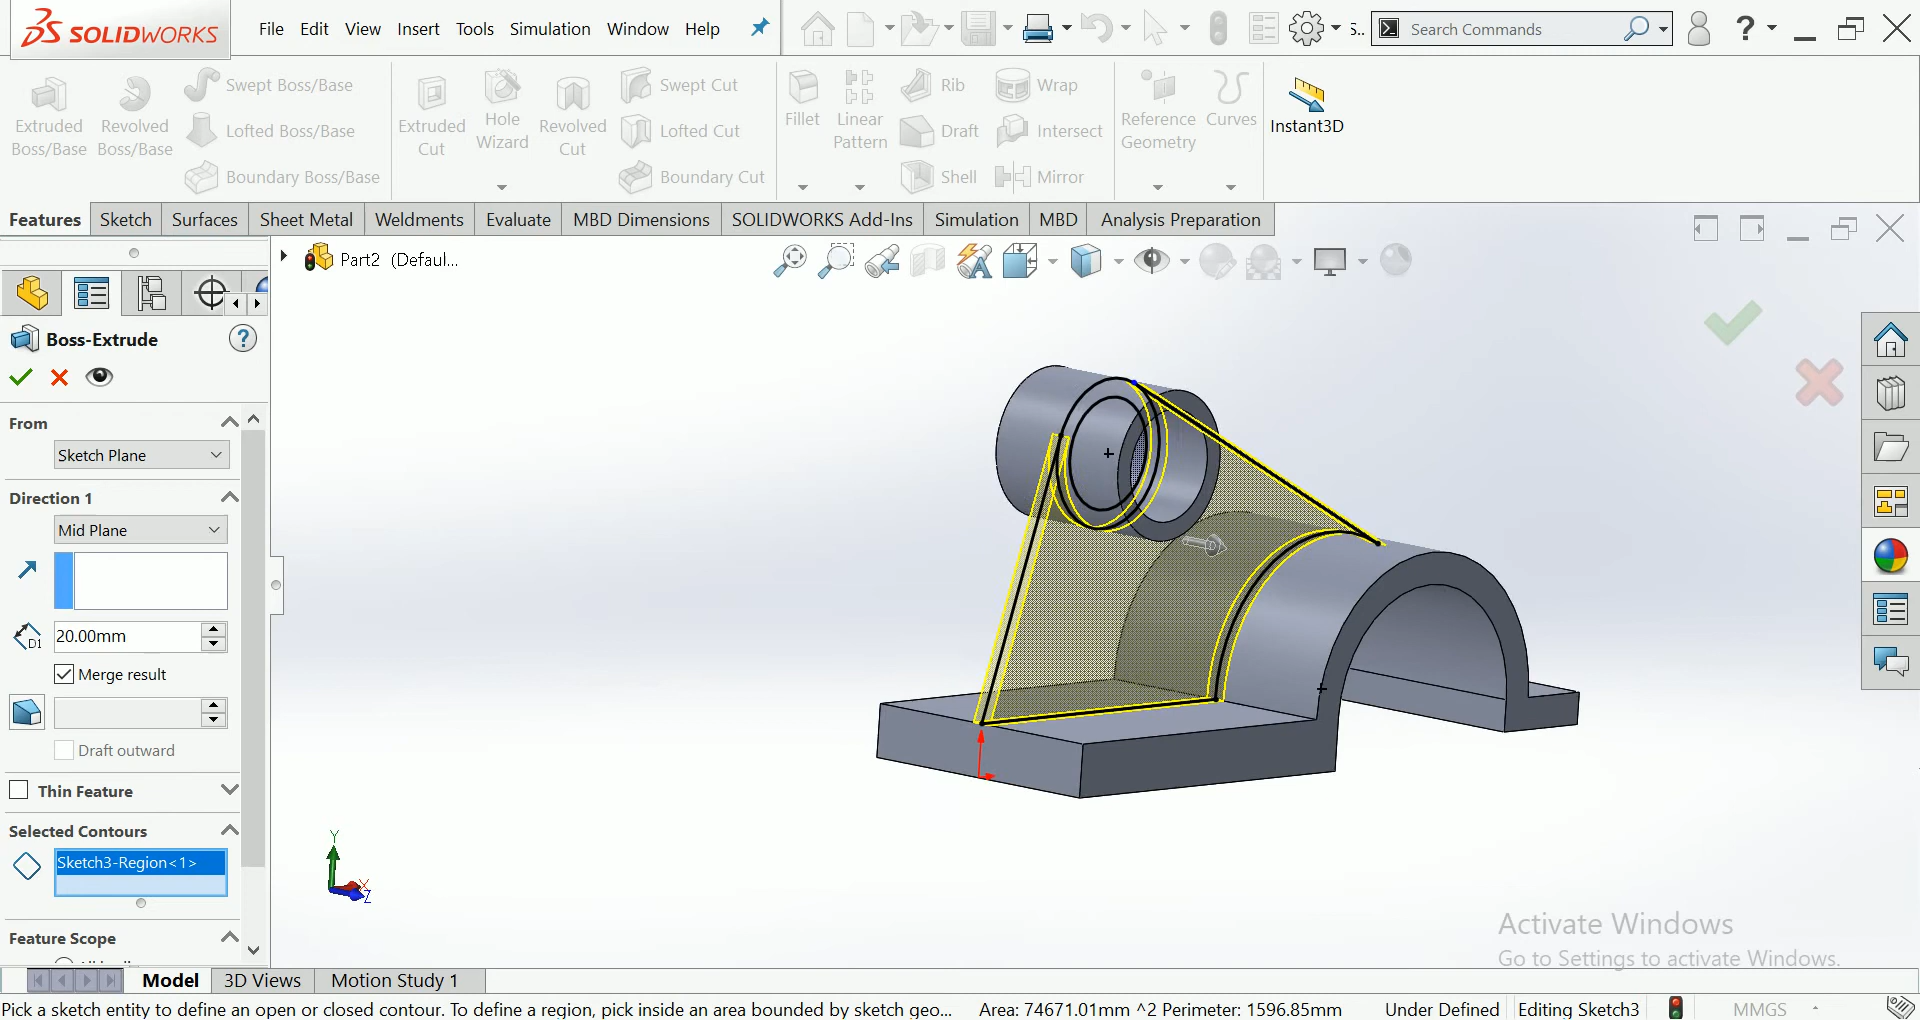 SOLIDWORKS File Edit View Insert Tools Simulation Window Help S.. Search Commands ?
Extruded Boss/Base
Revolved Boss/Base
Swept Boss/Base
Lofted Boss/Base
Boundary Boss/Base
Extruded Cut
Hole Wizard
Revolved Cut
Swept Cut
Lofted Cut
Boundary Cut
Fillet
Linear Pattern
Rib
Draft
Shell
Wrap
Intersect
Mirror
Reference Geometry
Curves
Instant3D
Features Sketch Surfaces Sheet Metal Weldments Evaluate MBD Dimensions SOLIDWORKS Add-Ins Simulation MBD Analysis Preparation
Part2 (Defaul...
Boss-Extrude ?
From
Sketch Plane
Direction 1
Mid Plane
D1 20.00mm
Merge result
Draft outward
Thin Feature
Selected Contours
Sketch3-Region<1>
Feature Scope
Y
X
Z
Activate Windows
Go to Settings to activate Windows.
Model 3D Views Motion Study 1
Pick a sketch entity to define an open or closed contour. To define a region, pick inside an area bounded by sketch geo... Area: 74671.01mm ^2 Perimeter: 1596.85mm Under Defined Editing Sketch3 MMGS